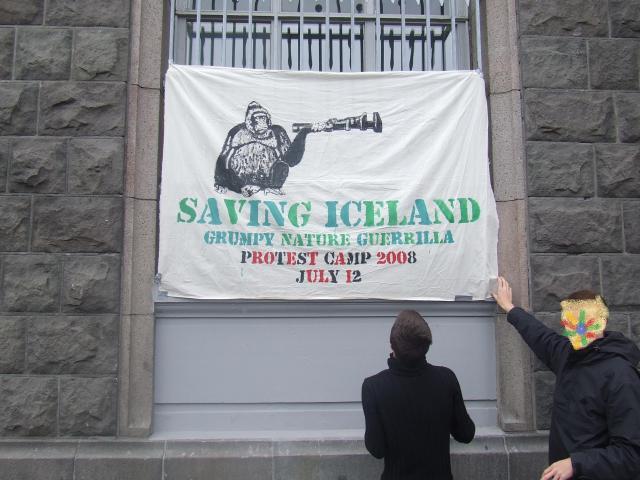 SAVING ICELAND
GRUMPY NATURE GUERRILLA
PROTEST CAMP 2008
JULY 12